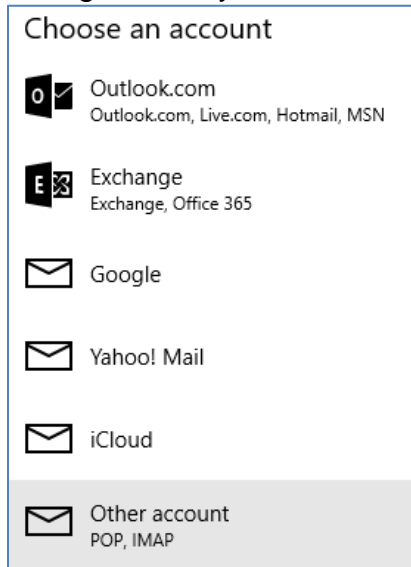 Choose an account
Outlook.com
Outlook.com, Live.com, Hotmail, MSN
Exchange
Exchange, Office 365
Google
Yahoo! Mail
iCloud
Other account
POP, IMAP